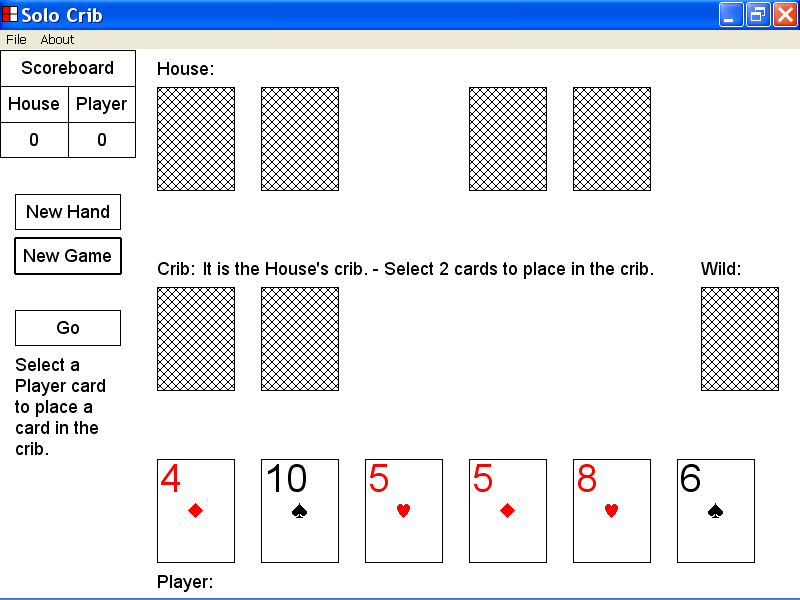 Solo Crib
File About
Scoreboard
House Player
0 0
New Hand
New Game
Go
Select a
Player card
to place a
card in the
crib.
House:
Crib: It is the House's crib. - Select 2 cards to place in the crib.
Wild:
4 10 5 5 8 6
Player: